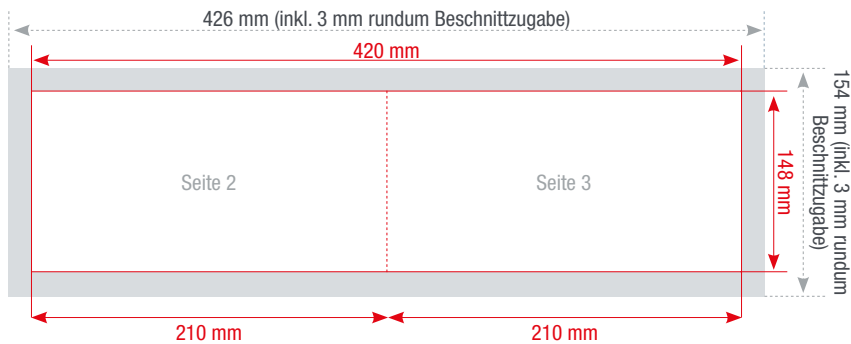 426 mm (inkl. 3 mm rundum Beschnittzugabe)
420 mm
Seite 2
Seite 3
148 mm
154 mm (inkl. 3 mm rundum
Beschnittzugabe)
210 mm
210 mm